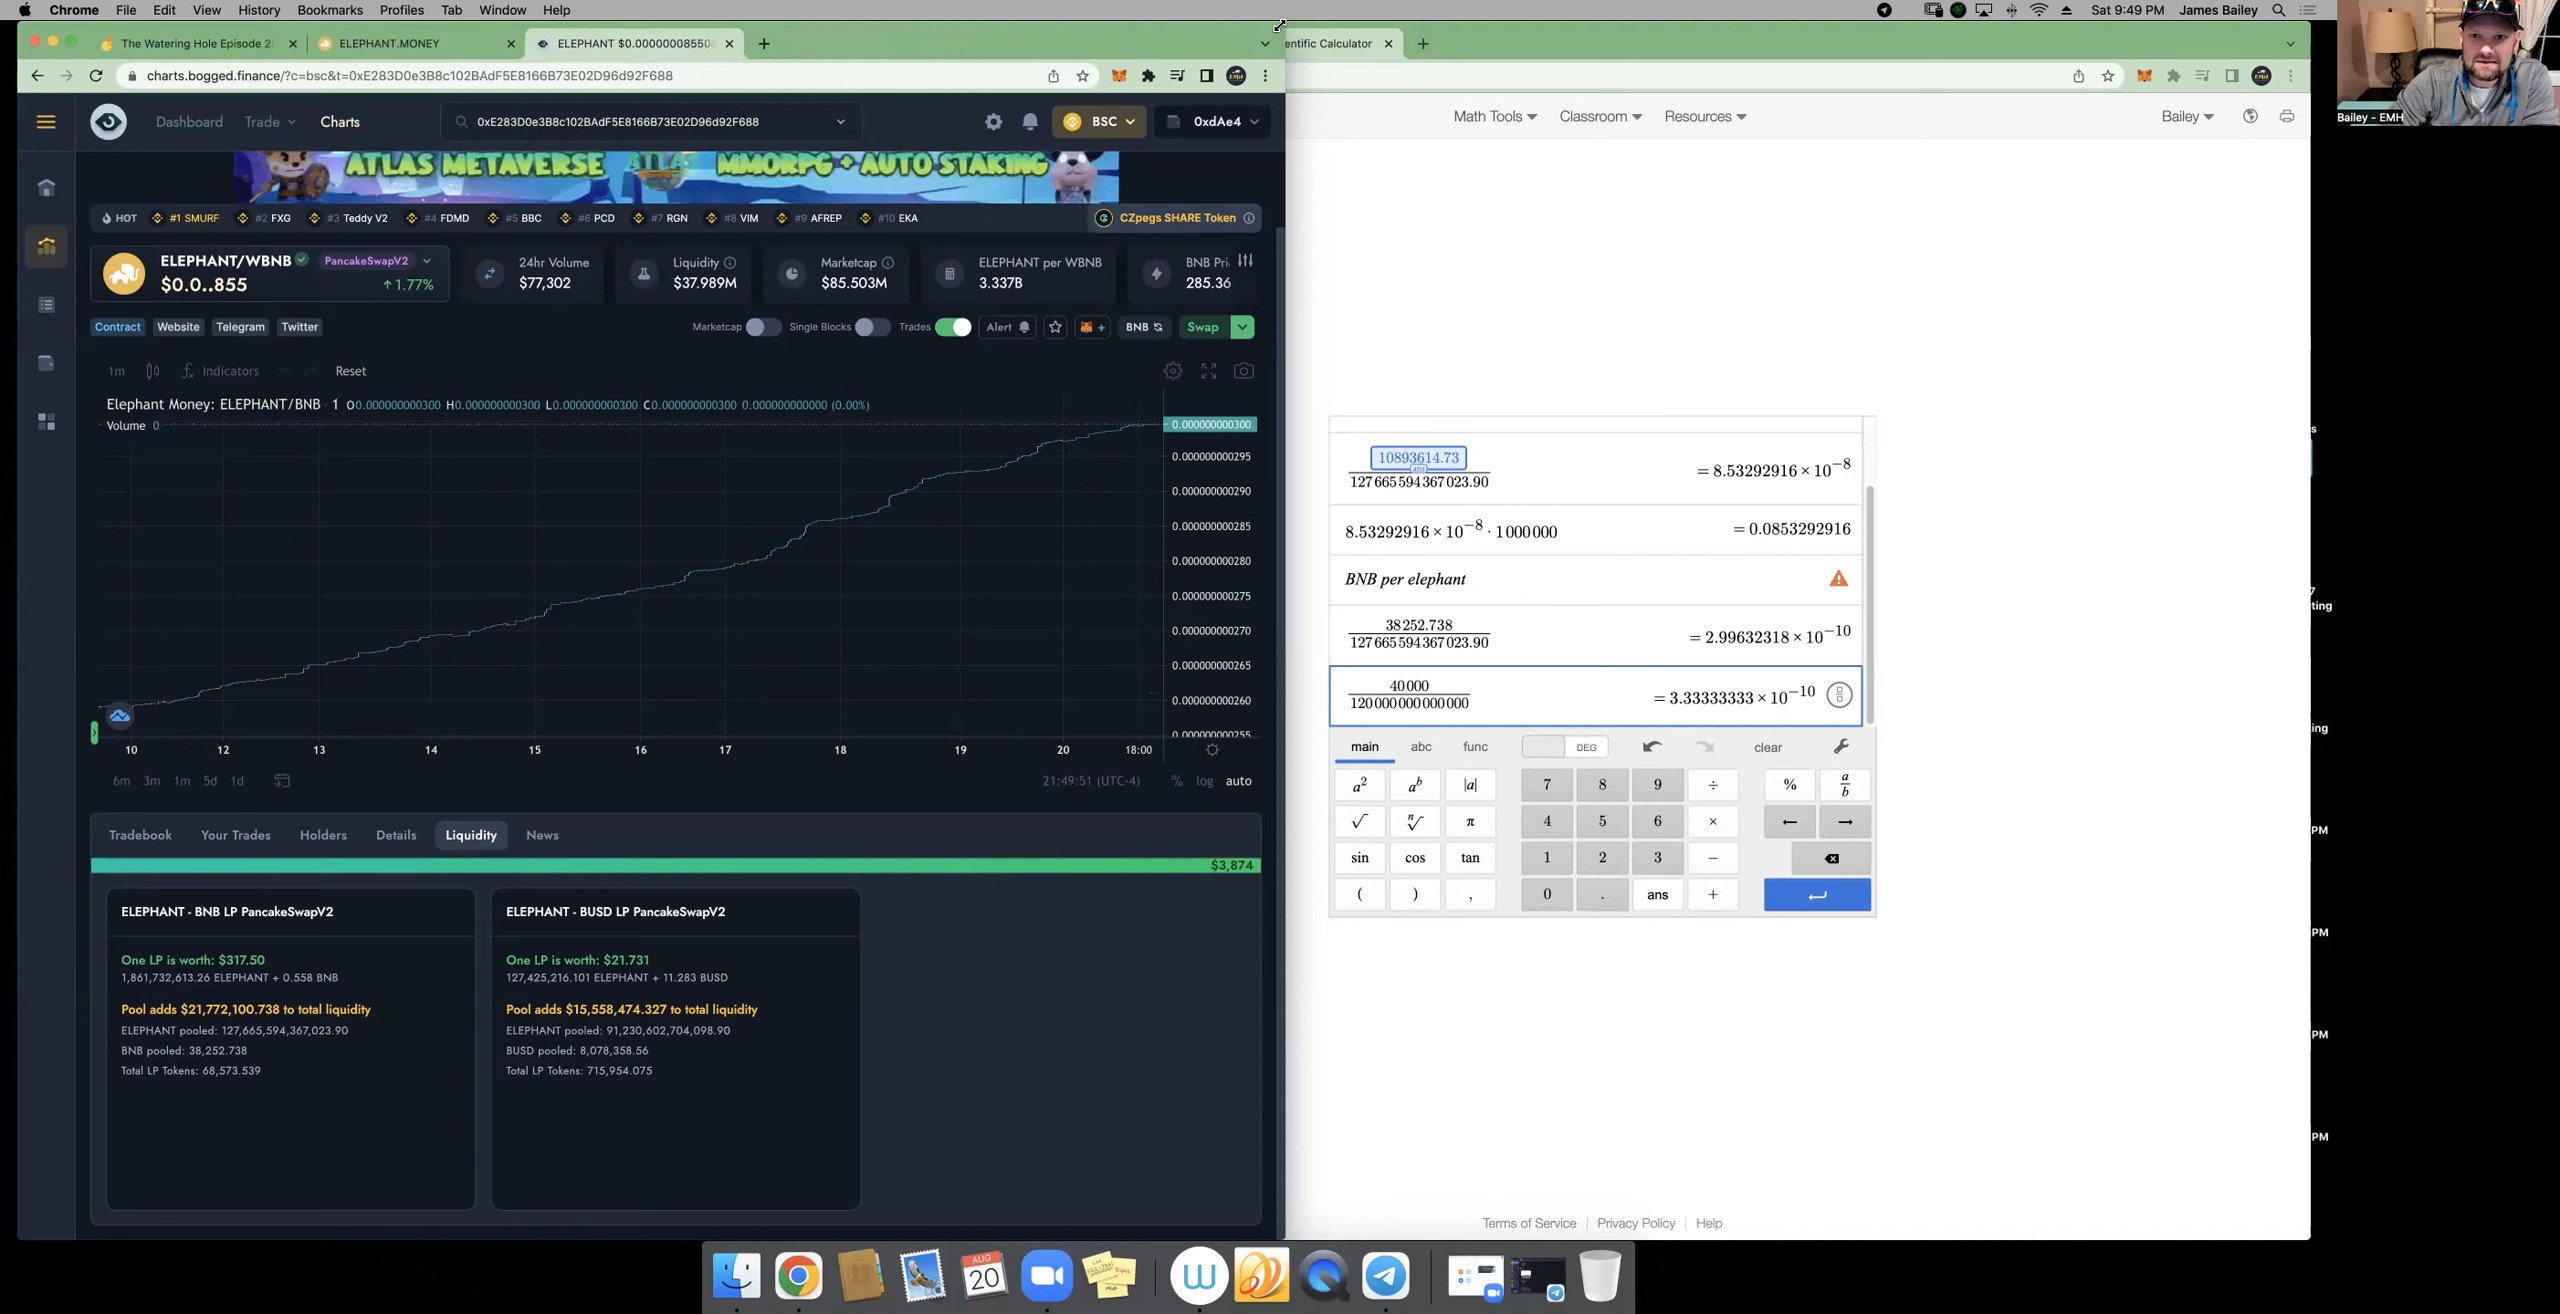 Chrome File Edit View History Bookmarks Profiles Tab Window Help
Sat 9:49 PM James Bailey
The Watering Hole Episode 2:
ELEPHANT.MONEY
ELEPHANT $0.0000000855
entific Calculator
charts.bogged.finance/?c=bsc&t=0xE283D0e3B8c102BAdF5E8166B73E02D96d92F688
Bailey - EMH
Dashboard Trade Charts
0xE283D0e3B8c102BAdF5E8166B73E02D96d92F688
BSC
0xdAe4
Math Tools Classroom Resources
Bailey
ATLAS METAVERSE ATLAS MMORPG + AUTO STAKING
HOT #1 SMURF #2 FXG #3 Teddy V2 #4 FDMD #5 BBC #6 PCD #7 RGN #8 VIM #9 AFREP #10 EKA
CZpegs SHARE Token
ELEPHANT/WBNB PancakeSwapV2
$0.0..855 ↑1.77%
24hr Volume
$77,302
Liquidity
$37.989M
Marketcap
$85.503M
ELEPHANT per WBNB
3.337B
BNB Pri
285.36
Contract Website Telegram Twitter
Marketcap Single Blocks Trades Alert BNB Swap
1m Indicators Reset
Elephant Money: ELEPHANT/BNB · 1 O0.000000000300 H0.000000000300 L0.000000000300 C0.000000000300 0.000000000000 (0.00%)
Volume 0
0.000000000300
0.000000000295
0.000000000290
0.000000000285
0.000000000280
0.000000000275
0.000000000270
0.000000000265
0.000000000260
0.000000000255
10 12 13 14 15 16 17 18 19 20 18:00
6m 3m 1m 5d 1d
21:49:51 (UTC-4) % log auto
Tradebook Your Trades Holders Details Liquidity News
$3,874
ELEPHANT - BNB LP PancakeSwapV2
One LP is worth: $317.50
1,861,732,613.26 ELEPHANT + 0.558 BNB
Pool adds $21,772,100.738 to total liquidity
ELEPHANT pooled: 127,665,594,367,023.90
BNB pooled: 38,252.738
Total LP Tokens: 68,573.539
ELEPHANT - BUSD LP PancakeSwapV2
One LP is worth: $21.731
127,425,216.101 ELEPHANT + 11.283 BUSD
Pool adds $15,558,474.327 to total liquidity
ELEPHANT pooled: 91,230,602,704,098.90
BUSD pooled: 8,078,358.56
Total LP Tokens: 715,954.075
10893614.73
ans
127665594367023.90
= 8.53292916 × 10⁻⁸
8.53292916 × 10⁻⁸ · 1000000 = 0.0853292916
BNB per elephant
38252.738
127665594367023.90
= 2.99632318 × 10⁻¹⁰
40000
120000000000000
= 3.33333333 × 10⁻¹⁰
main abc func DEG clear
a² aᵇ |a| 7 8 9 ÷ % a/b
√ ⁿ√ π 4 5 6 × ← →
sin cos tan 1 2 3 −
( ) , 0 . ans +
Terms of Service | Privacy Policy | Help
s
7
ting
ing
PM
PM
PM
PM
AUG
20